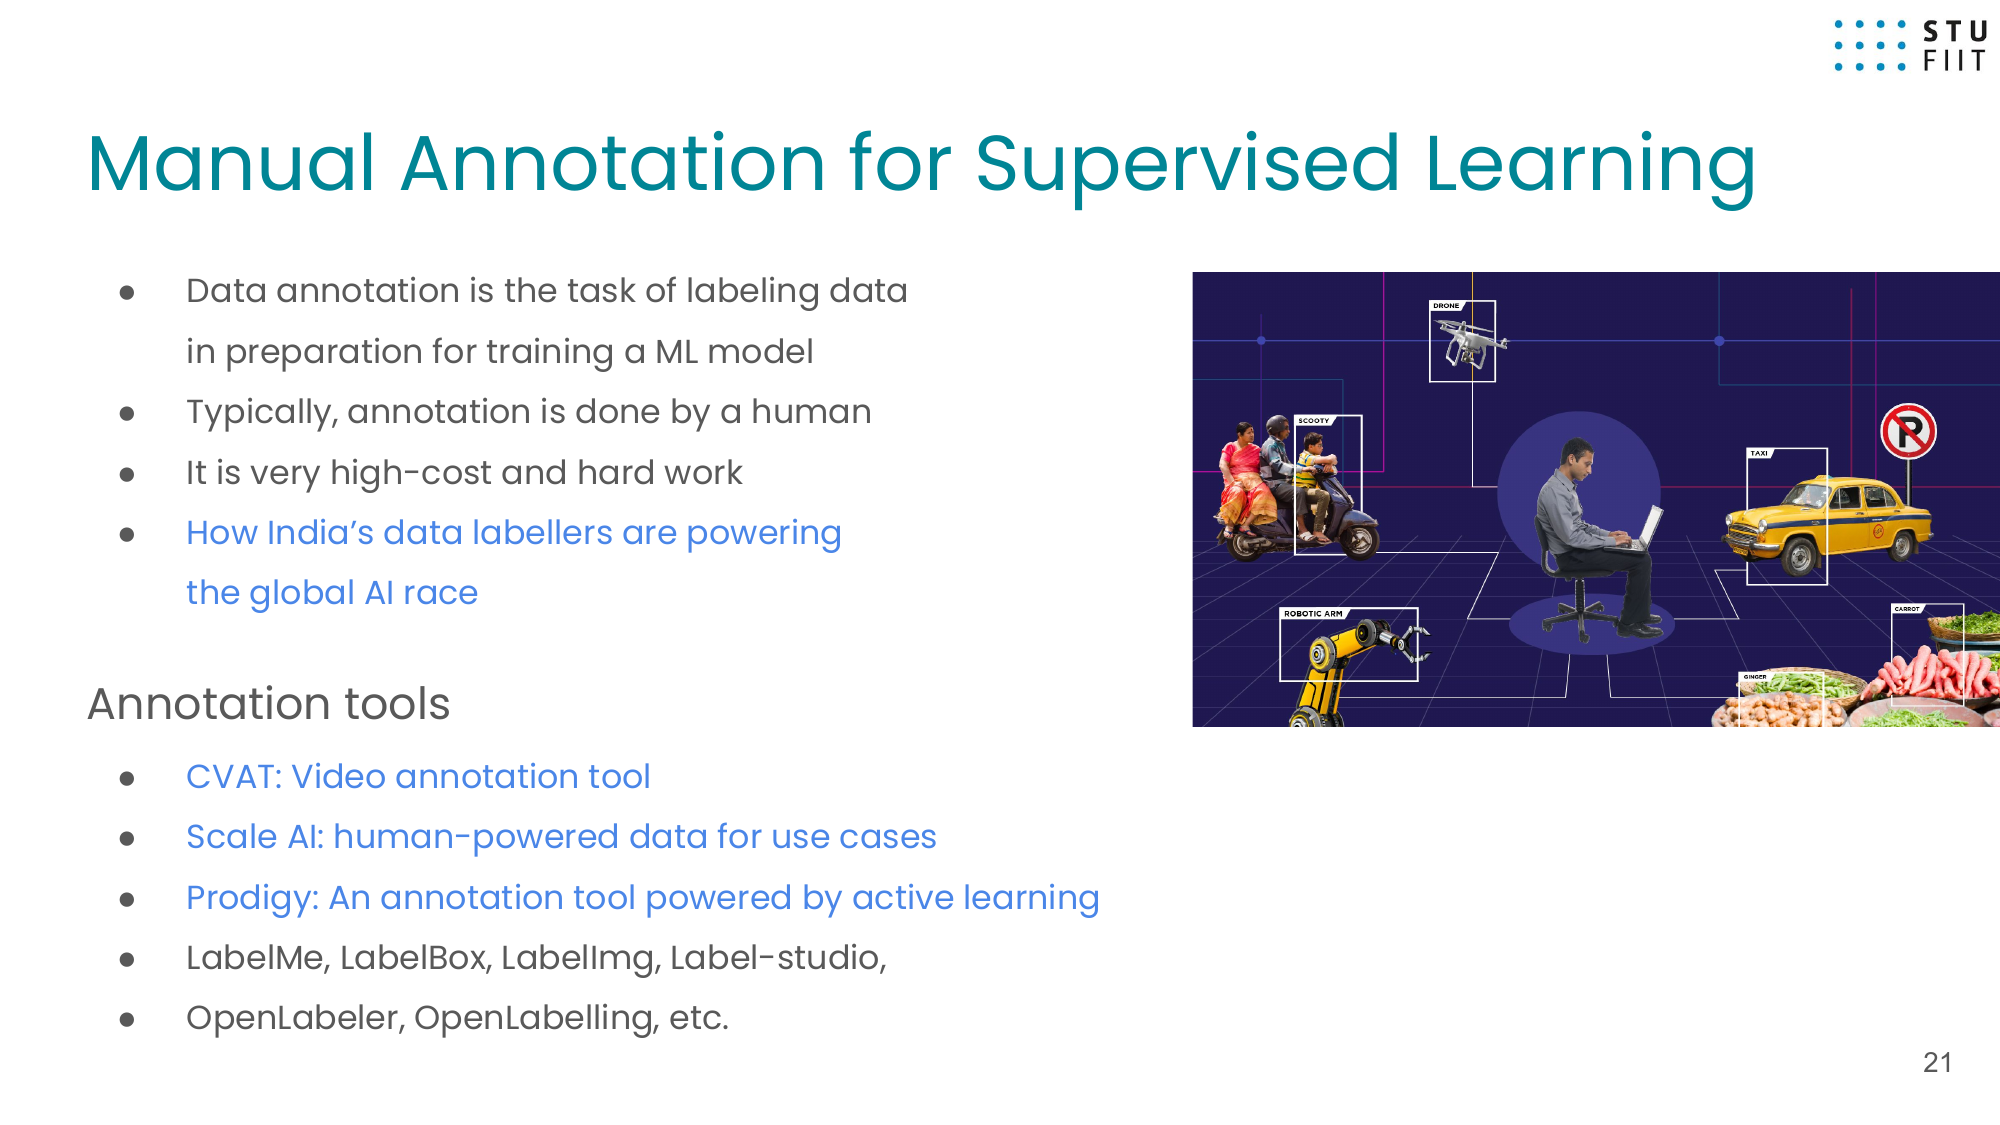 STU
FIIT
Manual Annotation for Supervised Learning
● Data annotation is the task of labeling data
in preparation for training a ML model
● Typically, annotation is done by a human
● It is very high-cost and hard work
● How India’s data labellers are powering
the global AI race
Annotation tools
● CVAT: Video annotation tool
● Scale AI: human-powered data for use cases
● Prodigy: An annotation tool powered by active learning
● LabelMe, LabelBox, LabelImg, Label-studio,
● OpenLabeler, OpenLabelling, etc.
DRONE
SCOOTY
P
TAXI
ROBOTIC ARM
CARROT
GINGER
21